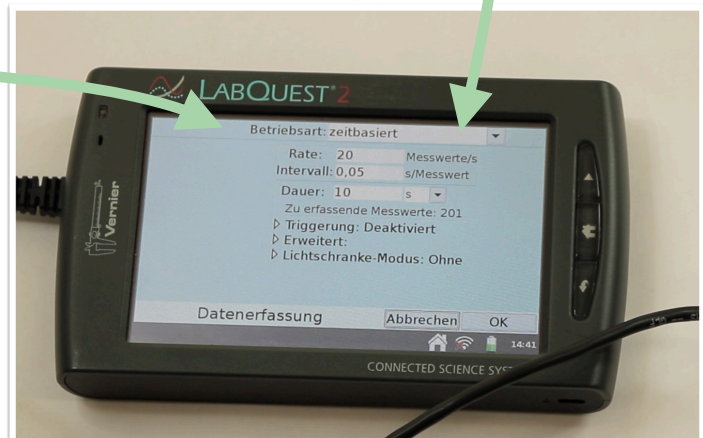 LABQUEST®2
Betriebsart: zeitbasiert
Rate: 20 Messwerte/s
Intervall: 0,05 s/Messwert
Dauer: 10 s
Zu erfassende Messwerte: 201
Triggerung: Deaktiviert
Erweitert:
Lichtschranke-Modus: Ohne
Datenerfassung Abbrechen OK
14:41
CONNECTED SCIENCE
Vernier